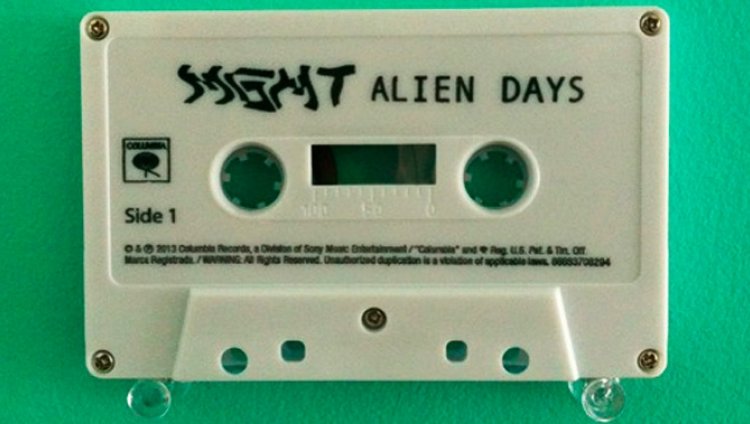 MGMT ALIEN DAYS
COLUMBIA
Side 1
100 50 0
© & ℗ 2013 Columbia Records, a Division of Sony Music Entertainment / "Columbia" and Reg. U.S. Pat. & Tm. Off.
Marca Registrada. / WARNING: All Rights Reserved. Unauthorized duplication is a violation of applicable laws.